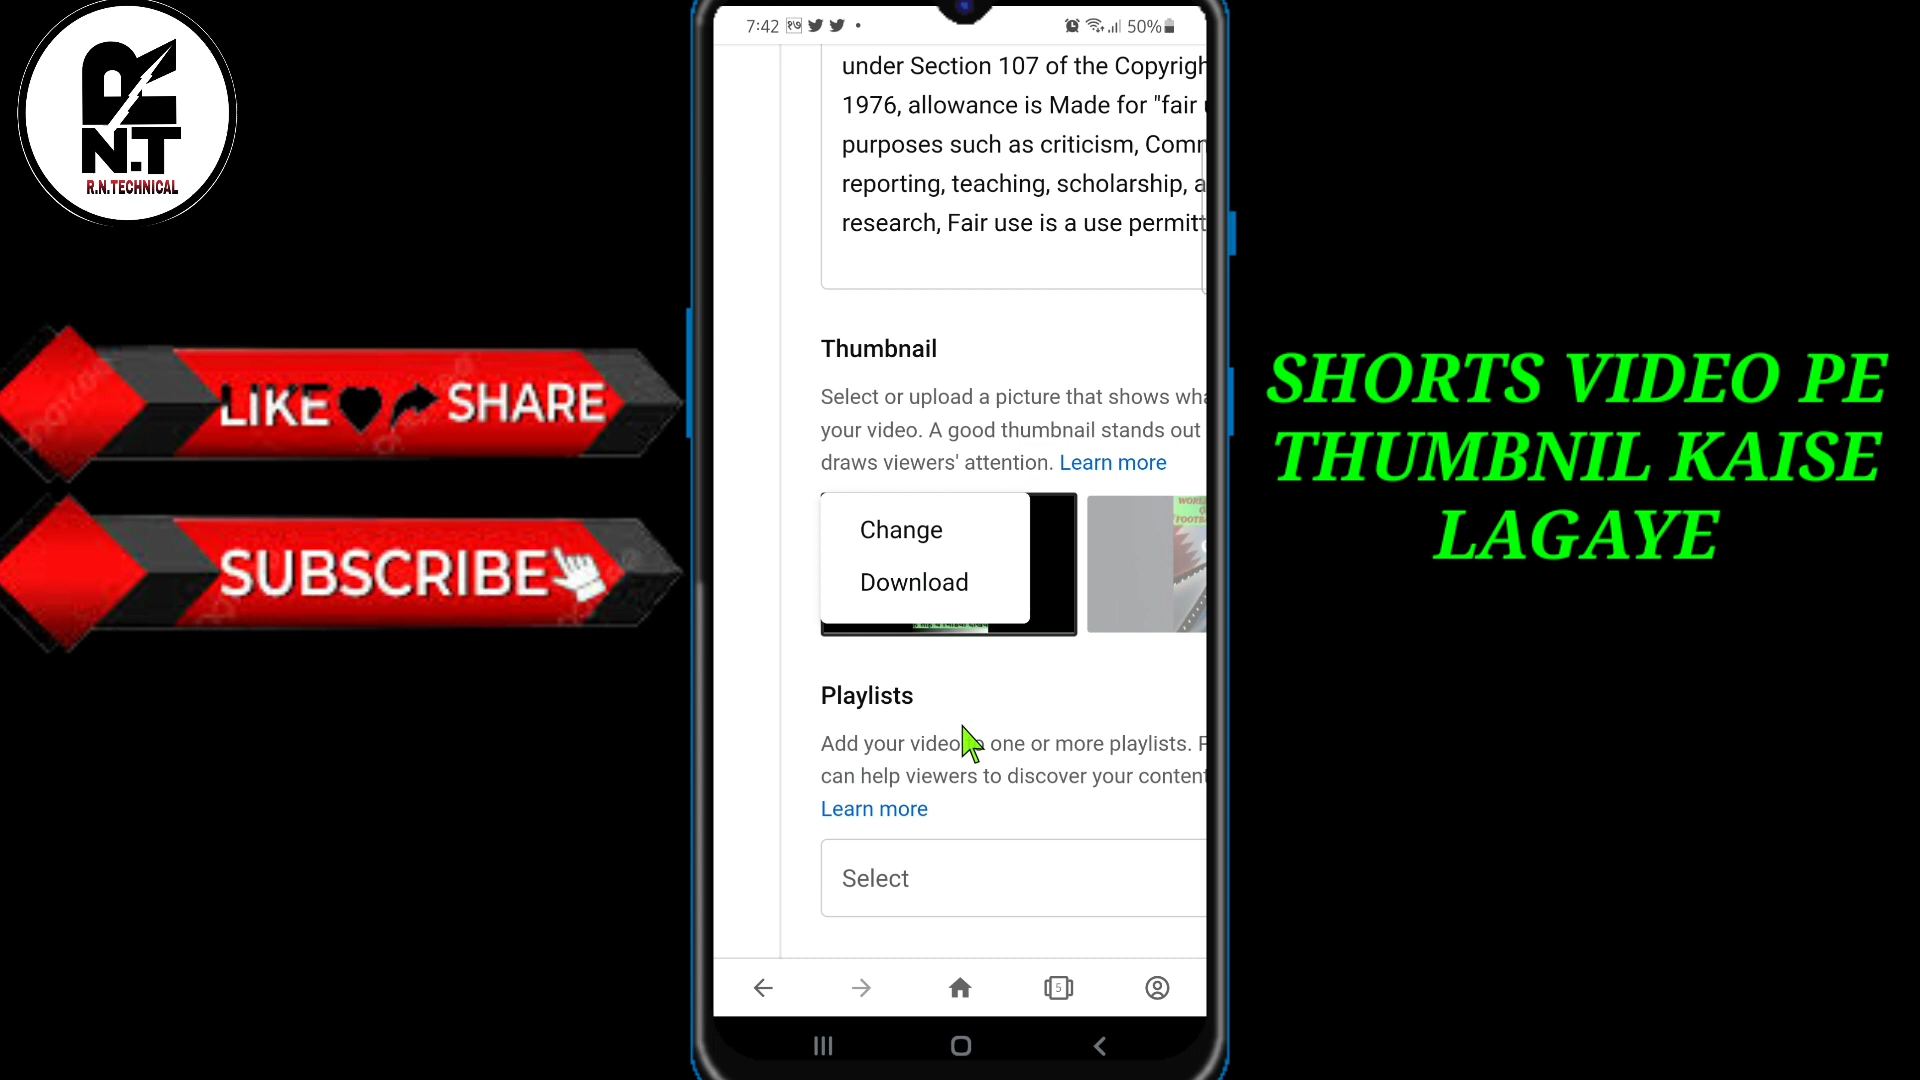 R
N.T
R.N.TECHNICAL
LIKE SHARE
SUBSCRIBE
7:42
50%
under Section 107 of the Copyrigh
1976, allowance is Made for "fair
purposes such as criticism, Comm
reporting, teaching, scholarship, a
research, Fair use is a use permitt
Thumbnail
Select or upload a picture that shows wha
your video. A good thumbnail stands out
draws viewers' attention. Learn more
Change
Download
Playlists
Add your video one or more playlists. P
can help viewers to discover your content
Learn more
Select
5
SHORTS VIDEO PE
THUMBNIL KAISE
LAGAYE